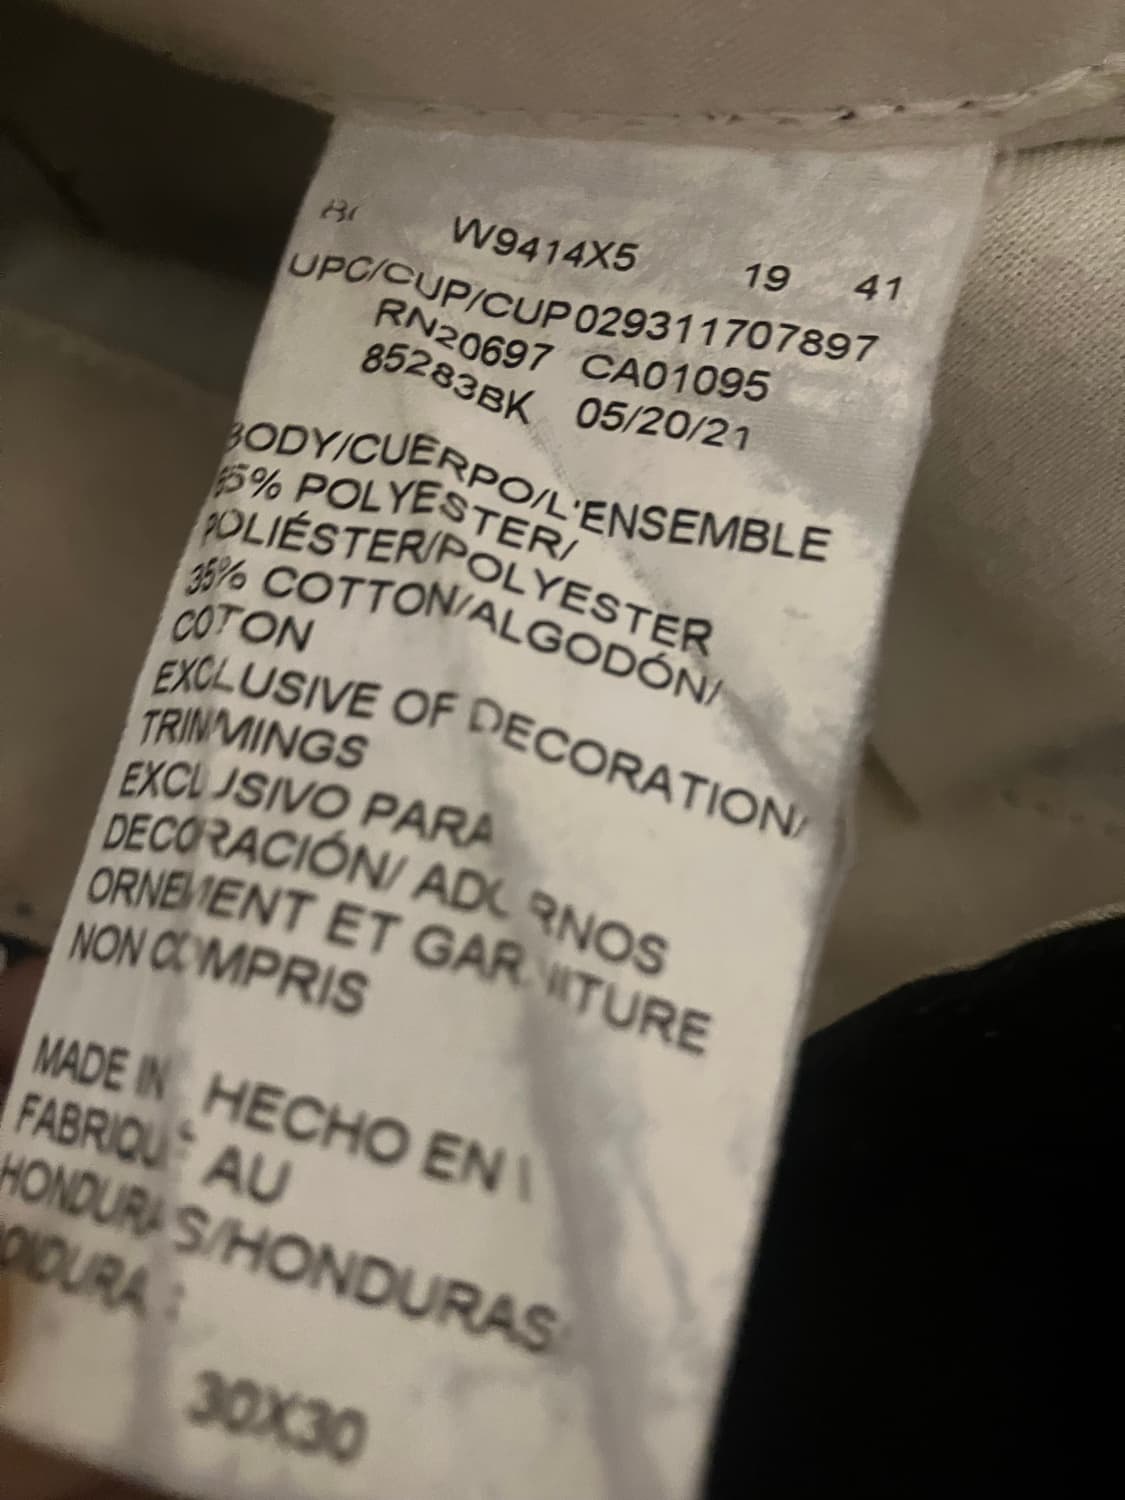 W9414X5 19 41
UPC/CUP/CUP029311707897
RN20697 CA01095
85283BK 05/20/21
BODY/CUERPO/L'ENSEMBLE
65% POLYESTER/
POLIÉSTER/POLYESTER
35% COTTON/ALGODÓN/
COTON
EXCLUSIVE OF DECORATION/
TRIMMINGS
EXCLUSIVO PARA
DECORACIÓN/ ADORNOS
ORNEMENT ET GARNITURE
NON COMPRIS
MADE IN HECHO EN
FABRIQUÉ AU
HONDURAS/HONDURAS
HONDURAS
30X30